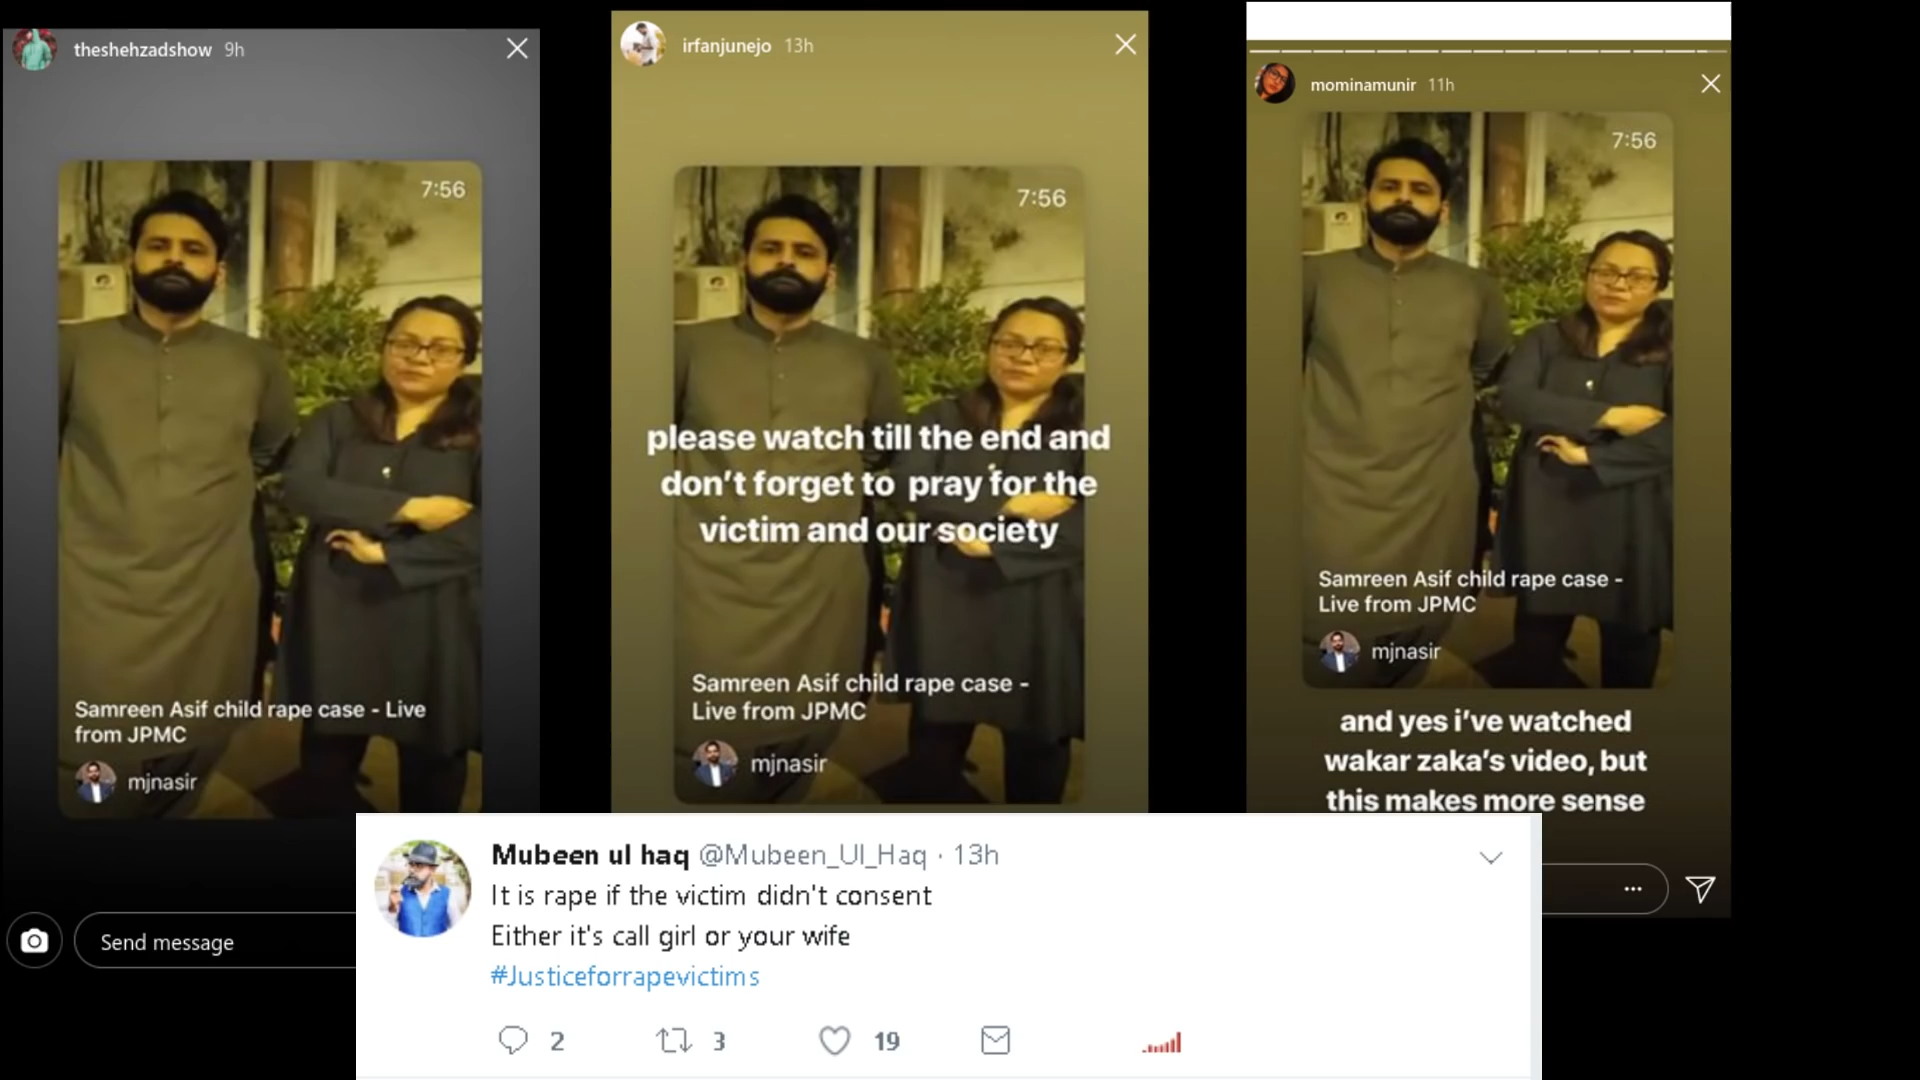 theshehzadshow 9h
7:56
Samreen Asif child rape case - Live
from JPMC
mjnasir
Send message
irfanjunejo 13h
7:56
please watch till the end and
don't forget to pray for the
victim and our society
Samreen Asif child rape case -
Live from JPMC
mjnasir
mominamunir 11h
7:56
Samreen Asif child rape case -
Live from JPMC
mjnasir
and yes i've watched
wakar zaka's video, but
this makes more sense
Mubeen ul haq @Mubeen_Ul_Haq · 13h
It is rape if the victim didn't consent
Either it's call girl or your wife
#Justiceforrapevictims
2 3 19